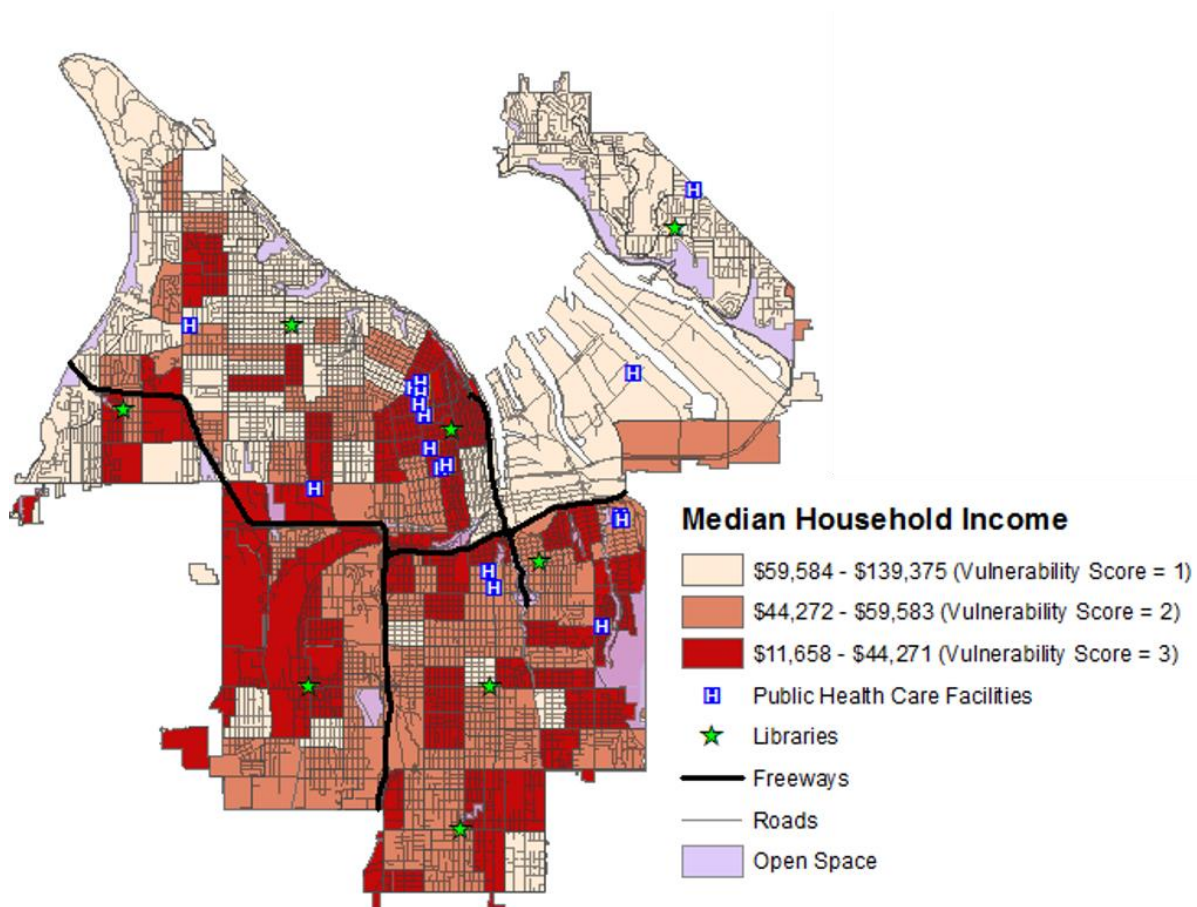 Median Household Income
$59,584 - $139,375 (Vulnerability Score = 1)
$44,272 - $59,583 (Vulnerability Score = 2)
$11,658 - $44,271 (Vulnerability Score = 3)
H Public Health Care Facilities
Libraries
Freeways
Roads
Open Space
H
H
H
H
H
H
H
H
H
H
H
H
H
H